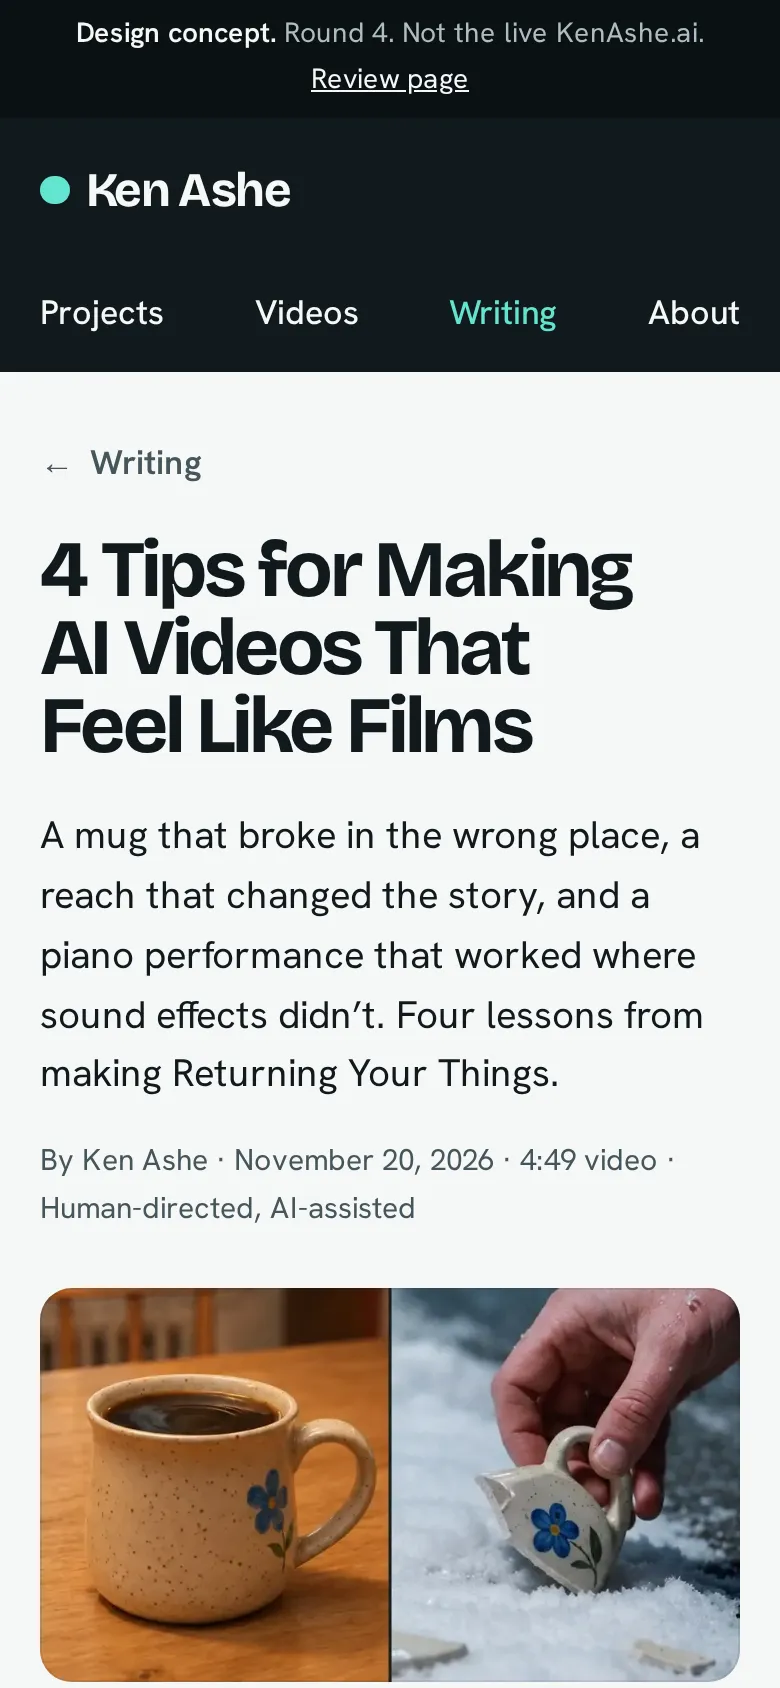 Design concept. Round 4. Not the live KenAshe.ai.
Review page
Ken Ashe
Projects Videos Writing About
← Writing
4 Tips for Making
AI Videos That
Feel Like Films
A mug that broke in the wrong place, a
reach that changed the story, and a
piano performance that worked where
sound effects didn’t. Four lessons from
making Returning Your Things.
By Ken Ashe · November 20, 2026 · 4:49 video ·
Human-directed, AI-assisted